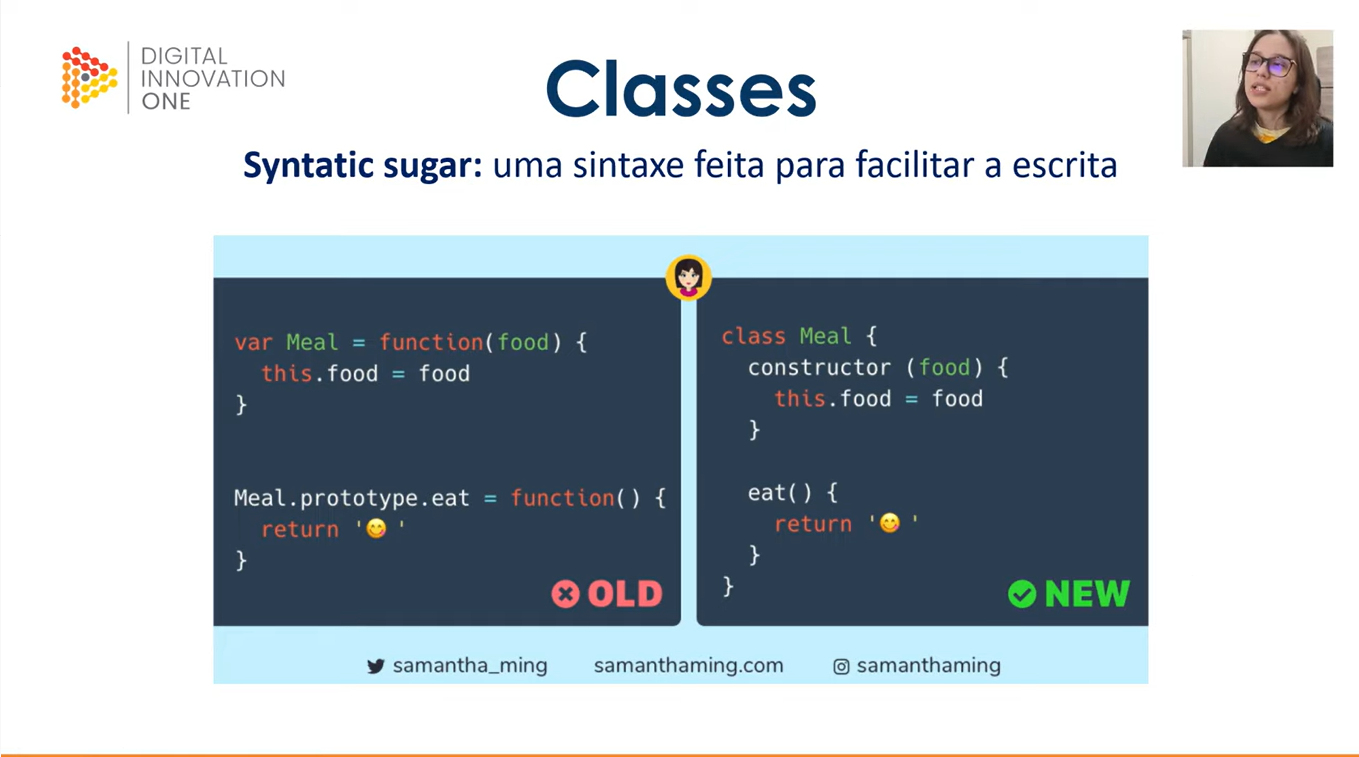 DIGITAL
INNOVATION
ONE
Classes
Syntatic sugar: uma sintaxe feita para facilitar a escrita
var Meal = function(food) {
this.food = food
}
Meal.prototype.eat = function() {
return '😋 '
}
OLD
class Meal {
constructor (food) {
this.food = food
}
eat() {
return '😋 '
}
}
NEW
samantha_ming samanthaming.com samanthaming